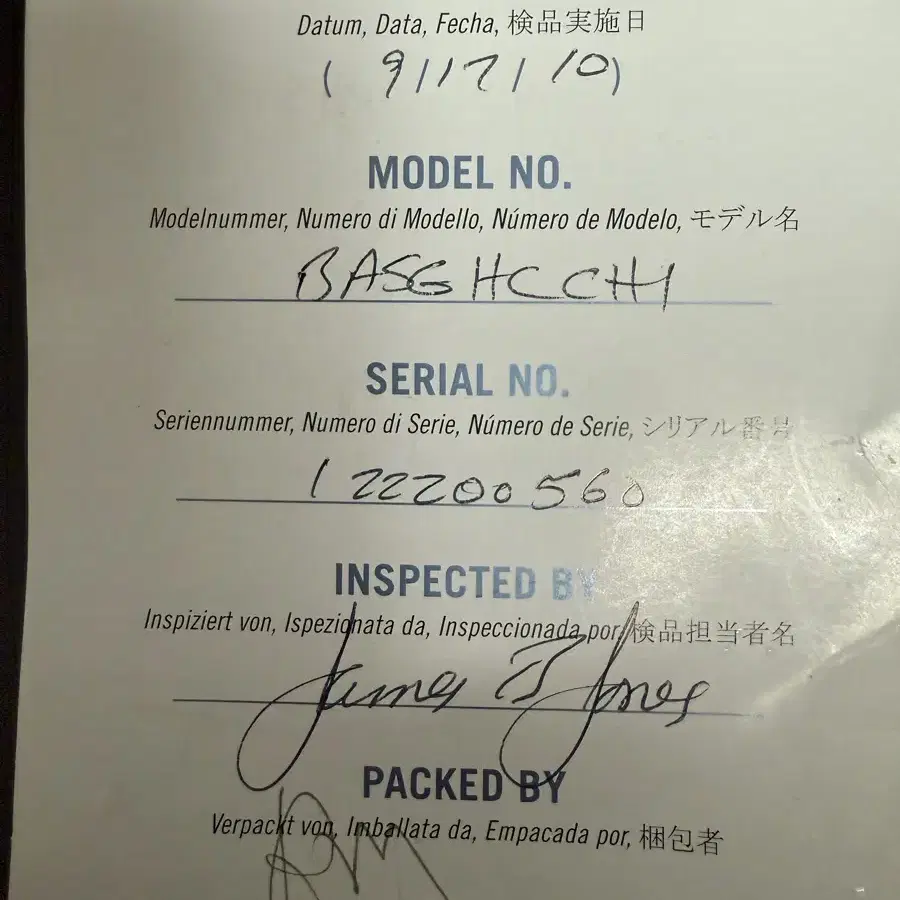 Datum, Data, Fecha, 検品実施日
( 9/17/10)
MODEL NO.
Modelnummer, Numero di Modello, Número de Modelo, モデル名
BASGHCCH1
SERIAL NO.
Seriennummer, Numero di Serie, Número de Serie, シリアル番号
122200560
INSPECTED BY
Inspiziert von, Ispezionata da, Inspeccionada por, 検品担当者名
James B Jones
PACKED BY
Verpackt von, Imballata da, Empacada por, 梱包者